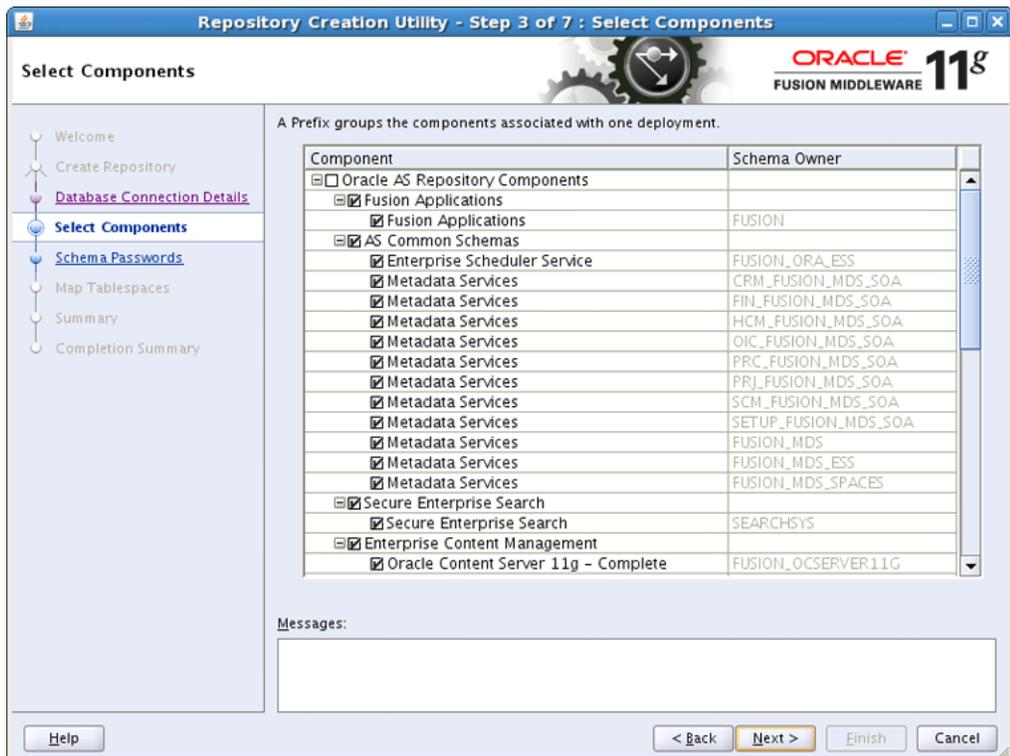 Repository Creation Utility - Step 3 of 7 : Select Components
Select Components
ORACLE
FUSION MIDDLEWARE
11g
Welcome
Create Repository
Database Connection Details
Select Components
Schema Passwords
Map Tablespaces
Summary
Completion Summary
A Prefix groups the components associated with one deployment.
Component Schema Owner
Oracle AS Repository Components
Fusion Applications
Fusion Applications FUSION
AS Common Schemas
Enterprise Scheduler Service FUSION_ORA_ESS
Metadata Services CRM_FUSION_MDS_SOA
Metadata Services FIN_FUSION_MDS_SOA
Metadata Services HCM_FUSION_MDS_SOA
Metadata Services OIC_FUSION_MDS_SOA
Metadata Services PRC_FUSION_MDS_SOA
Metadata Services PRJ_FUSION_MDS_SOA
Metadata Services SCM_FUSION_MDS_SOA
Metadata Services SETUP_FUSION_MDS_SOA
Metadata Services FUSION_MDS
Metadata Services FUSION_MDS_ESS
Metadata Services FUSION_MDS_SPACES
Secure Enterprise Search
Secure Enterprise Search SEARCHSYS
Enterprise Content Management
Oracle Content Server 11g - Complete FUSION_OCSERVER11G
Messages:
Help
< Back
Next >
Finish
Cancel